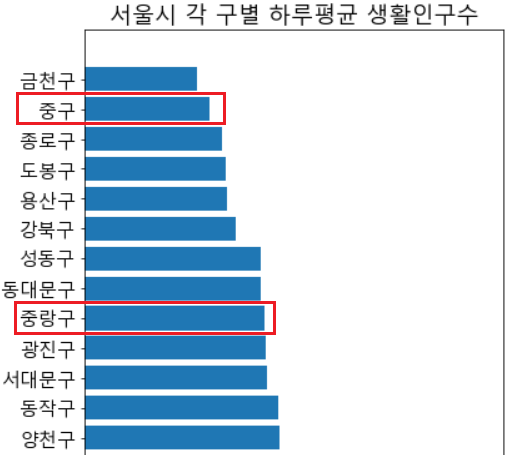 서울시 각 구별 하루평균 생활인구수
금천구
중구
종로구
도봉구
용산구
강북구
성동구
동대문구
중랑구
광진구
서대문구
동작구
양천구